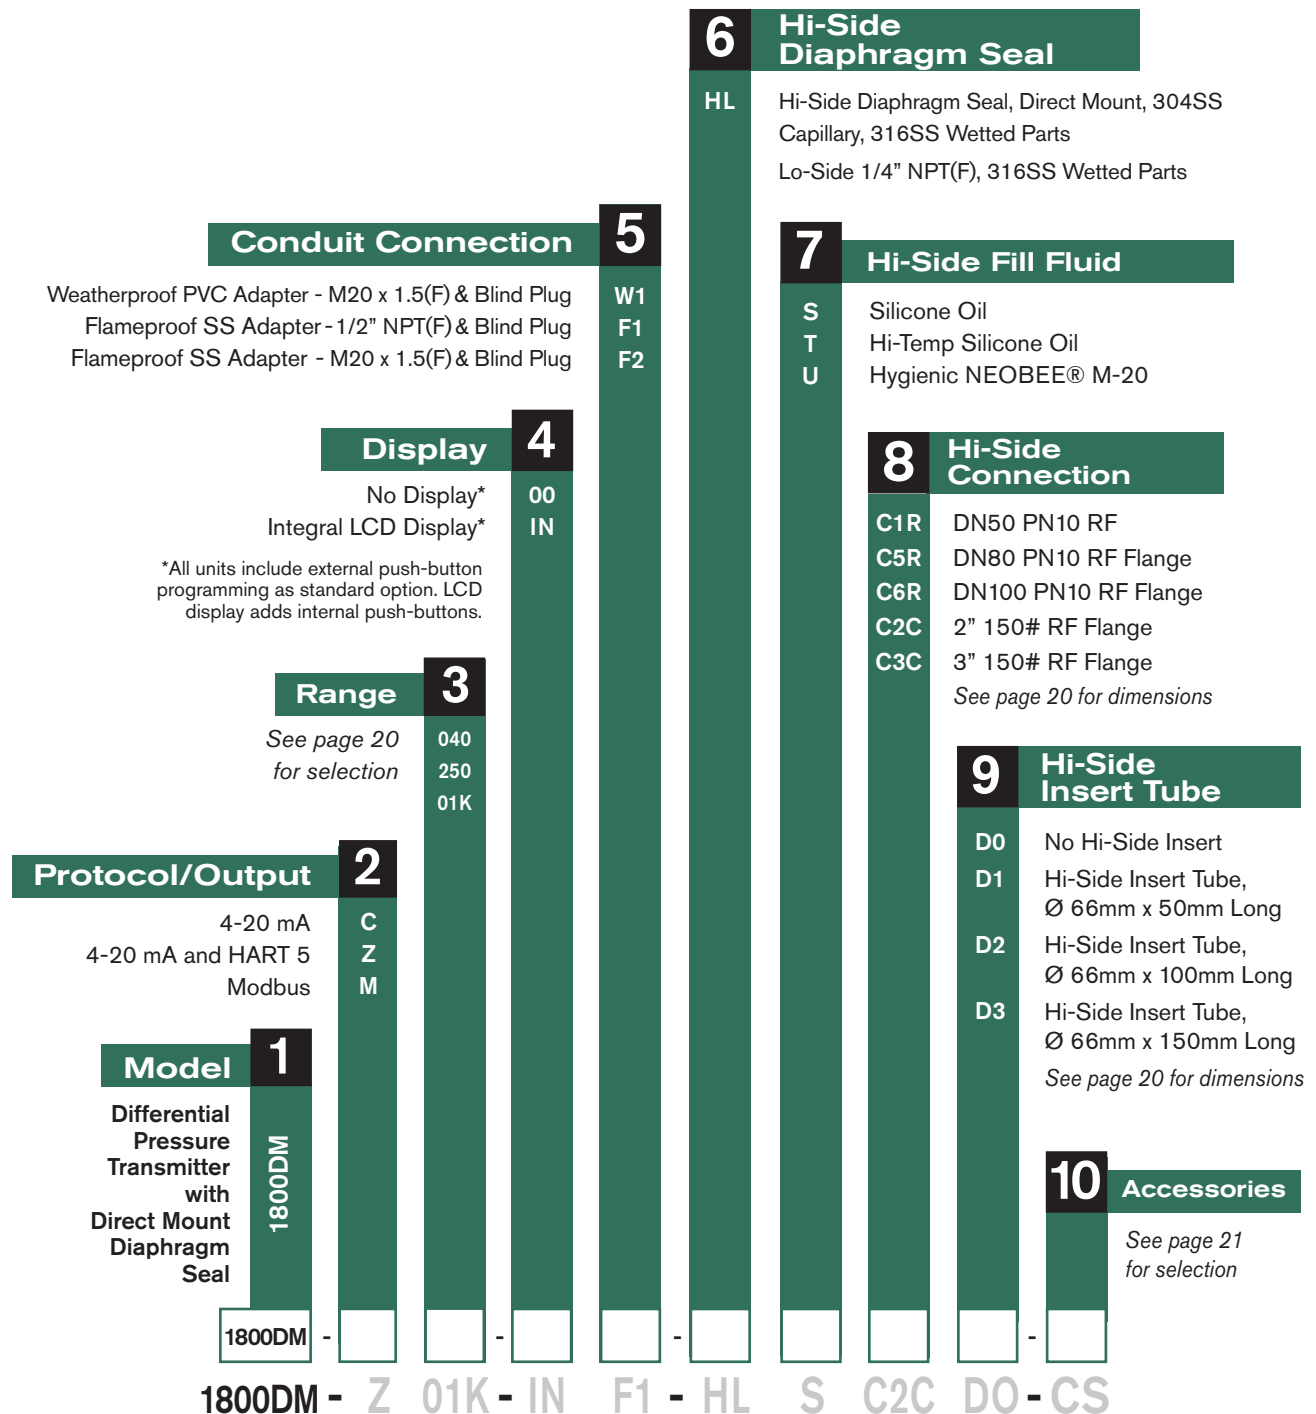 6
Hi-Side
Diaphragm Seal
HL
Hi-Side Diaphragm Seal, Direct Mount, 304SS
Capillary, 316SS Wetted Parts
Lo-Side 1/4” NPT(F), 316SS Wetted Parts
Conduit Connection
5
Weatherproof PVC Adapter - M20 x 1.5(F) & Blind Plug W1
Flameproof SS Adapter - 1/2” NPT(F) & Blind Plug F1
Flameproof SS Adapter - M20 x 1.5(F) & Blind Plug F2
7
Hi-Side Fill Fluid
S Silicone Oil
T Hi-Temp Silicone Oil
U Hygienic NEOBEE® M-20
Display
4
No Display* 00
Integral LCD Display* IN
*All units include external push-button
programming as standard option. LCD
display adds internal push-buttons.
8
Hi-Side
Connection
C1R DN50 PN10 RF
C5R DN80 PN10 RF Flange
C6R DN100 PN10 RF Flange
C2C 2” 150# RF Flange
C3C 3” 150# RF Flange
See page 20 for dimensions
Range
3
See page 20
for selection
040
250
01K
9
Hi-Side
Insert Tube
D0 No Hi-Side Insert
D1 Hi-Side Insert Tube,
Ø 66mm x 50mm Long
D2 Hi-Side Insert Tube,
Ø 66mm x 100mm Long
D3 Hi-Side Insert Tube,
Ø 66mm x 150mm Long
See page 20 for dimensions
Protocol/Output
2
4-20 mA C
4-20 mA and HART 5 Z
Modbus M
Model
1
Differential
Pressure
Transmitter
with
Direct Mount
Diaphragm
Seal
1800DM
10
Accessories
See page 21
for selection
1800DM - - - -
1800DM - Z 01K - IN F1 - HL S C2C DO - CS